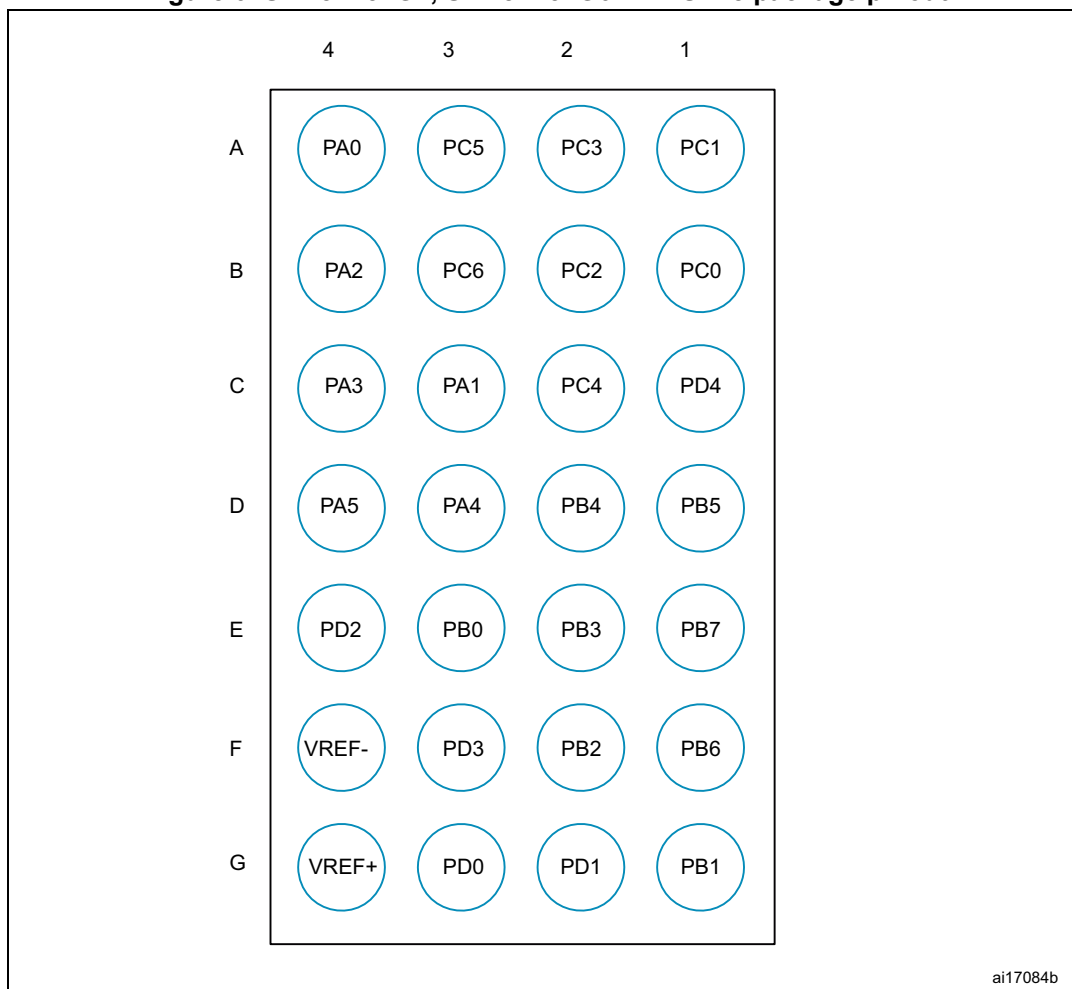 4 3 2 1
A PA0 PC5 PC3 PC1
B PA2 PC6 PC2 PC0
C PA3 PA1 PC4 PD4
D PA5 PA4 PB4 PB5
E PD2 PB0 PB3 PB7
F VREF- PD3 PB2 PB6
G VREF+ PD0 PD1 PB1
ai17084b